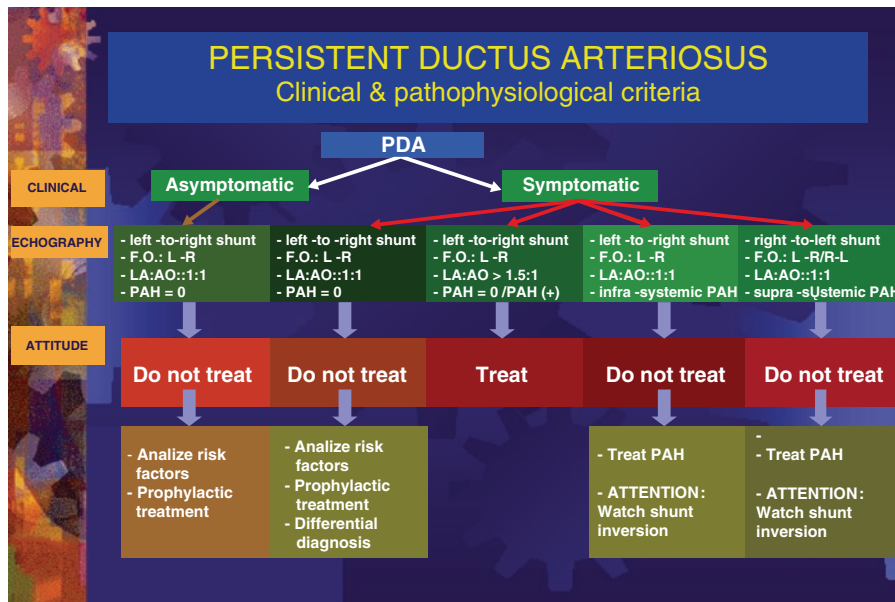 PERSISTENT DUCTUS ARTERIOSUS
Clinical & pathophysiological criteria
PDA
CLINICAL
Asymptomatic
Symptomatic
ECHOGRAPHY
- left -to-right shunt
- F.O.: L -R
- LA:AO::1:1
- PAH = 0
- left -to -right shunt
- F.O.: L -R
- LA:AO::1:1
- PAH = 0
- left-to-right shunt
- F.O.: L -R
- LA:AO > 1.5:1
- PAH = 0 /PAH (+)
- left -to-right shunt
- F.O.: L -R
- LA:AO::1:1
- infra -systemic PAH
- right -to-left shunt
- F.O.: L -R/R-L
- LA:AO::1:1
- supra -sŲstemic PAH
ATTITUDE
Do not treat
Do not treat
Treat
Do not treat
Do not treat
- Analize risk
factors
- Prophylactic
treatment
- Analize risk
factors
- Prophylactic
treatment
- Differential
diagnosis
- Treat PAH
- ATTENTION:
Watch shunt
inversion
-
- Treat PAH
- ATTENTION:
Watch shunt
inversion